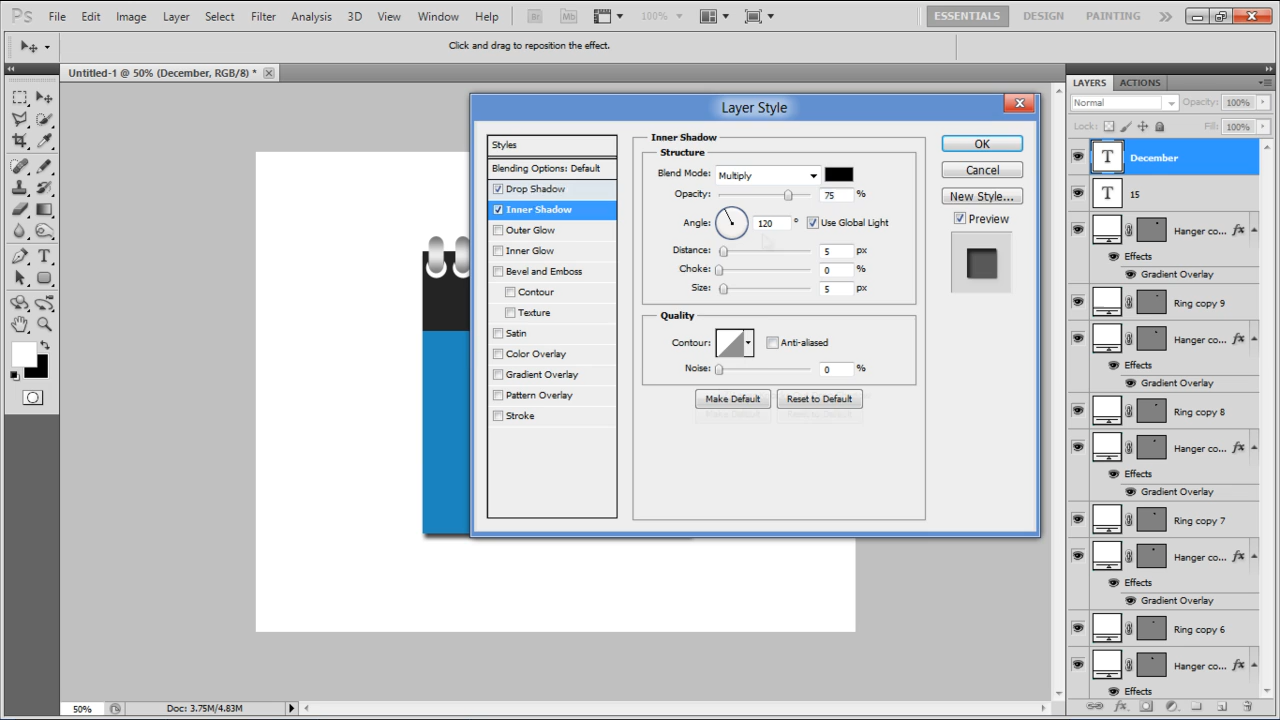 Ps File Edit Image Layer Select Filter Analysis 3D View Window Help Br Mb 100% ESSENTIALS DESIGN PAINTING
Click and drag to reposition the effect.
Untitled-1 @ 50% (December, RGB/8) *
Layer Style
Styles
Blending Options: Default
Drop Shadow
Inner Shadow
Outer Glow
Inner Glow
Bevel and Emboss
Contour
Texture
Satin
Color Overlay
Gradient Overlay
Pattern Overlay
Stroke
Inner Shadow
Structure
Blend Mode: Multiply
Opacity: 75 %
Angle: 120 ° Use Global Light
Distance: 5 px
Choke: 0 %
Size: 5 px
Quality
Contour: Anti-aliased
Noise: 0 %
Make Default Reset to Default
OK
Cancel
New Style...
Preview
LAYERS ACTIONS
Normal Opacity: 100%
Lock: Fill: 100%
T December
T 15
Hanger co... fx
Effects
Gradient Overlay
Ring copy 9
Hanger co... fx
Effects
Gradient Overlay
Ring copy 8
Hanger co... fx
Effects
Gradient Overlay
Ring copy 7
Hanger co... fx
Effects
Gradient Overlay
Ring copy 6
Hanger co... fx
Effects
50% Doc: 3.75M/4.83M